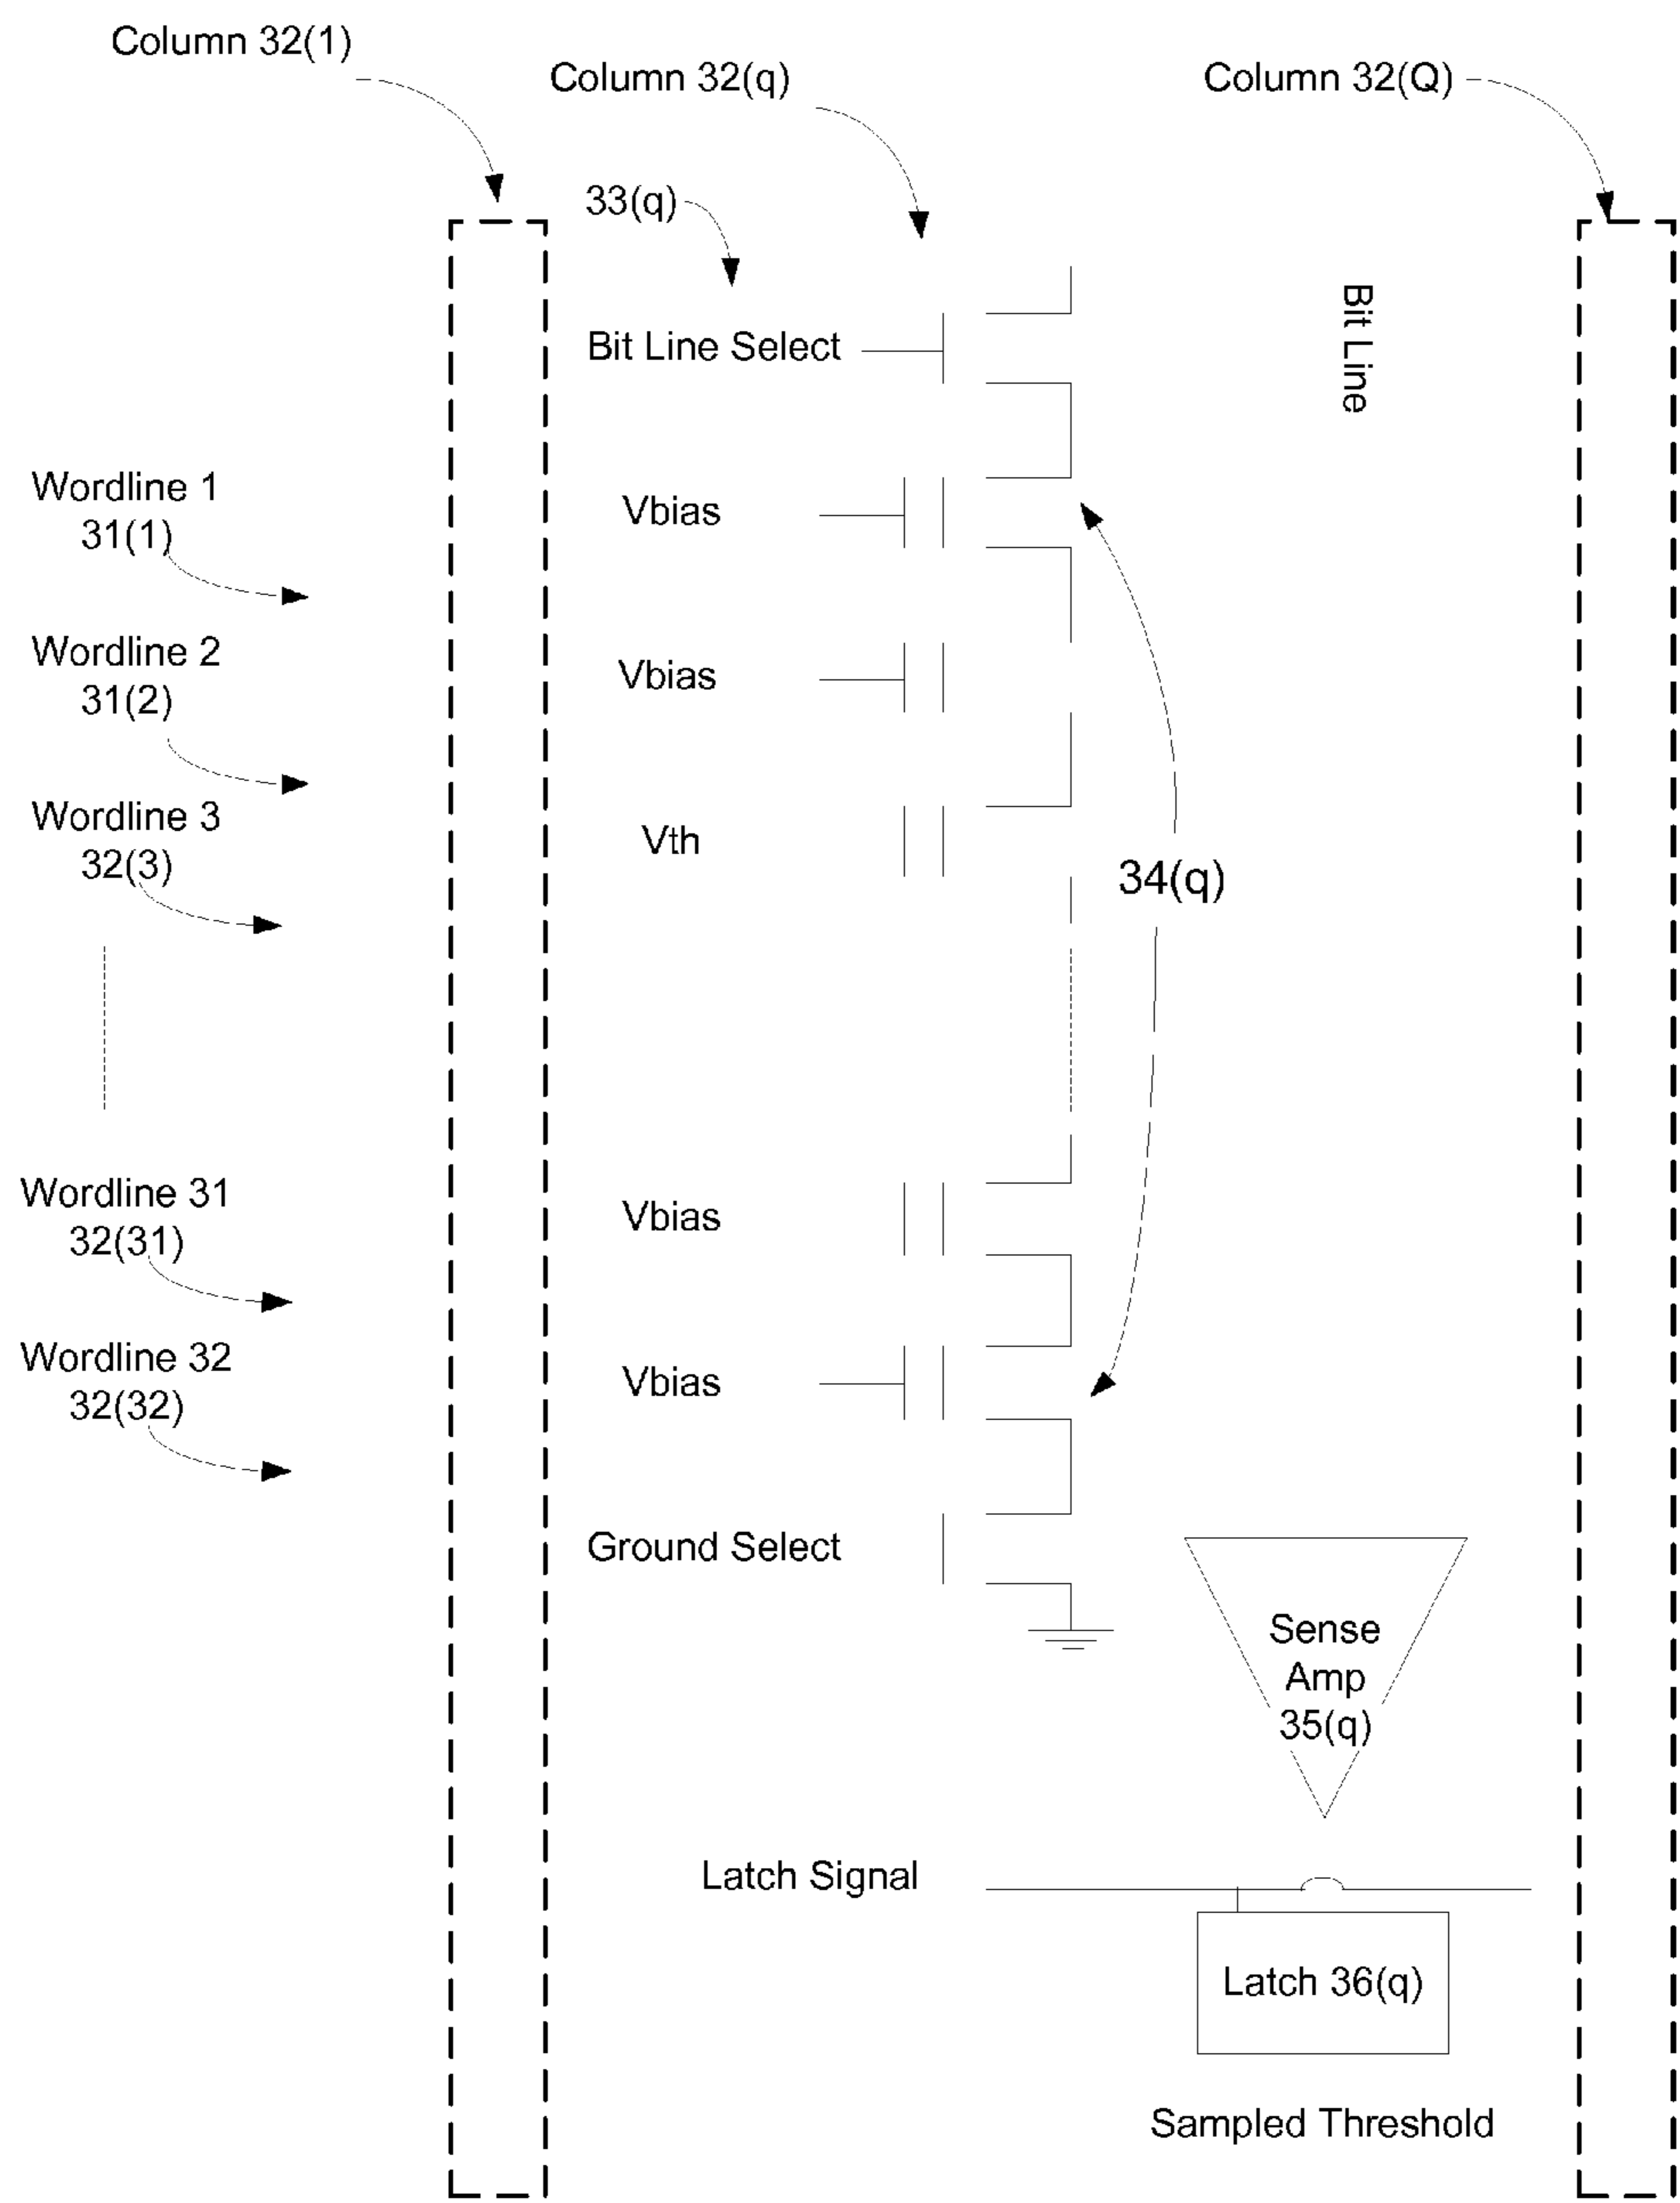 Column 32(1)
Column 32(q)
Column 32(Q)
33(q)
Bit Line Select
Bit Line
Wordline 1
31(1)
Vbias
Wordline 2
31(2)
Vbias
Wordline 3
32(3)
Vth
34(q)
Wordline 31
32(31)
Vbias
Wordline 32
32(32)
Vbias
Ground Select
Sense
Amp
35(q)
Latch Signal
Latch 36(q)
Sampled Threshold